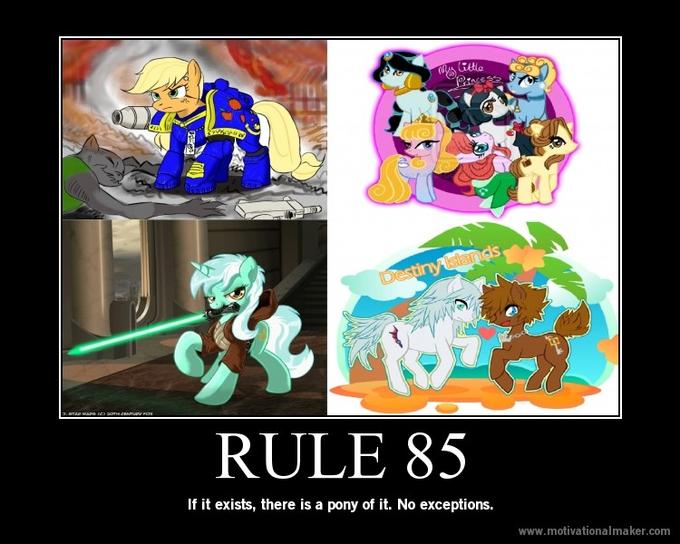 My Little
Princess
Destiny Islands
RULE 85
If it exists, there is a pony of it. No exceptions.
www.motivationalmaker.com